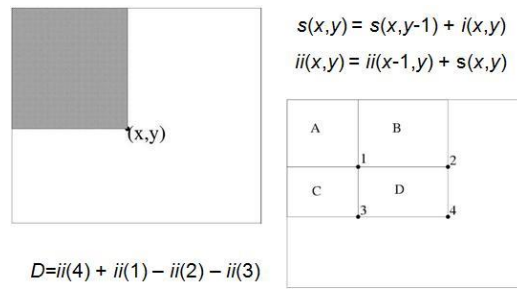 s(x,y) = s(x,y-1) + i(x,y)
ii(x,y) = ii(x-1,y) + s(x,y)
(x,y)
A B
1 2
C D
3 4
D=ii(4) + ii(1) – ii(2) – ii(3)